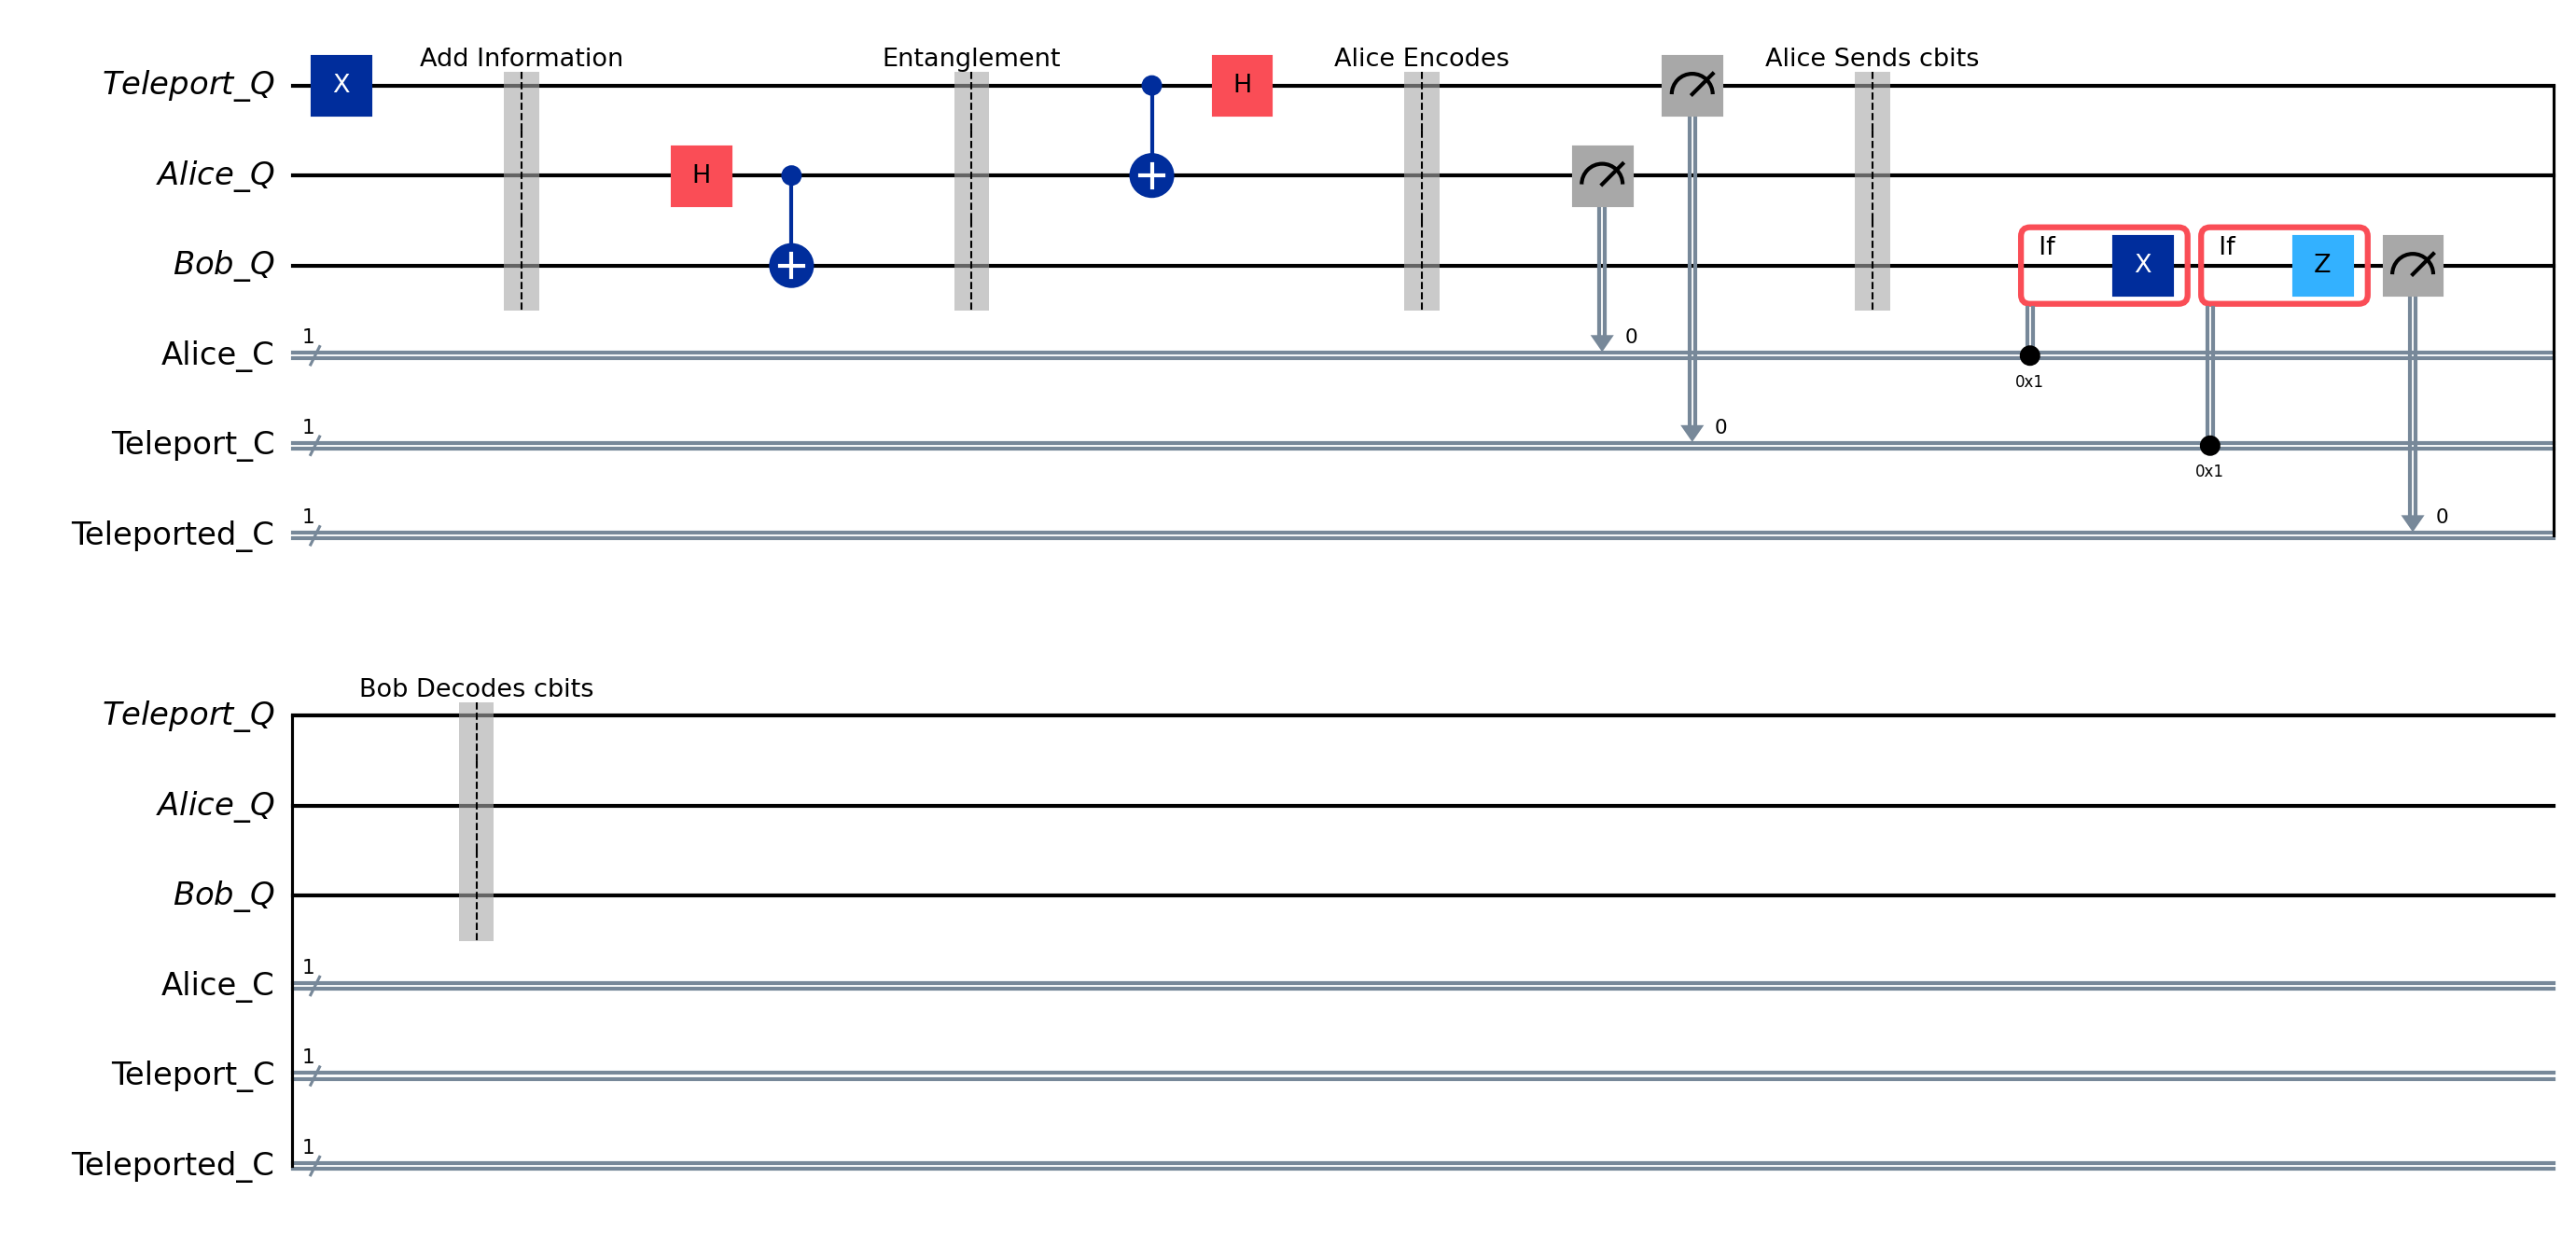 Add Information Entanglement Alice Encodes Alice Sends cbits
Teleport_Q X H
Alice_Q H
Bob_Q If X If Z
Alice_C 1 0 0x1
Teleport_C 1 0 0x1
Teleported_C 1 0
Bob Decodes cbits
Teleport_Q
Alice_Q
Bob_Q
Alice_C 1
Teleport_C 1
Teleported_C 1